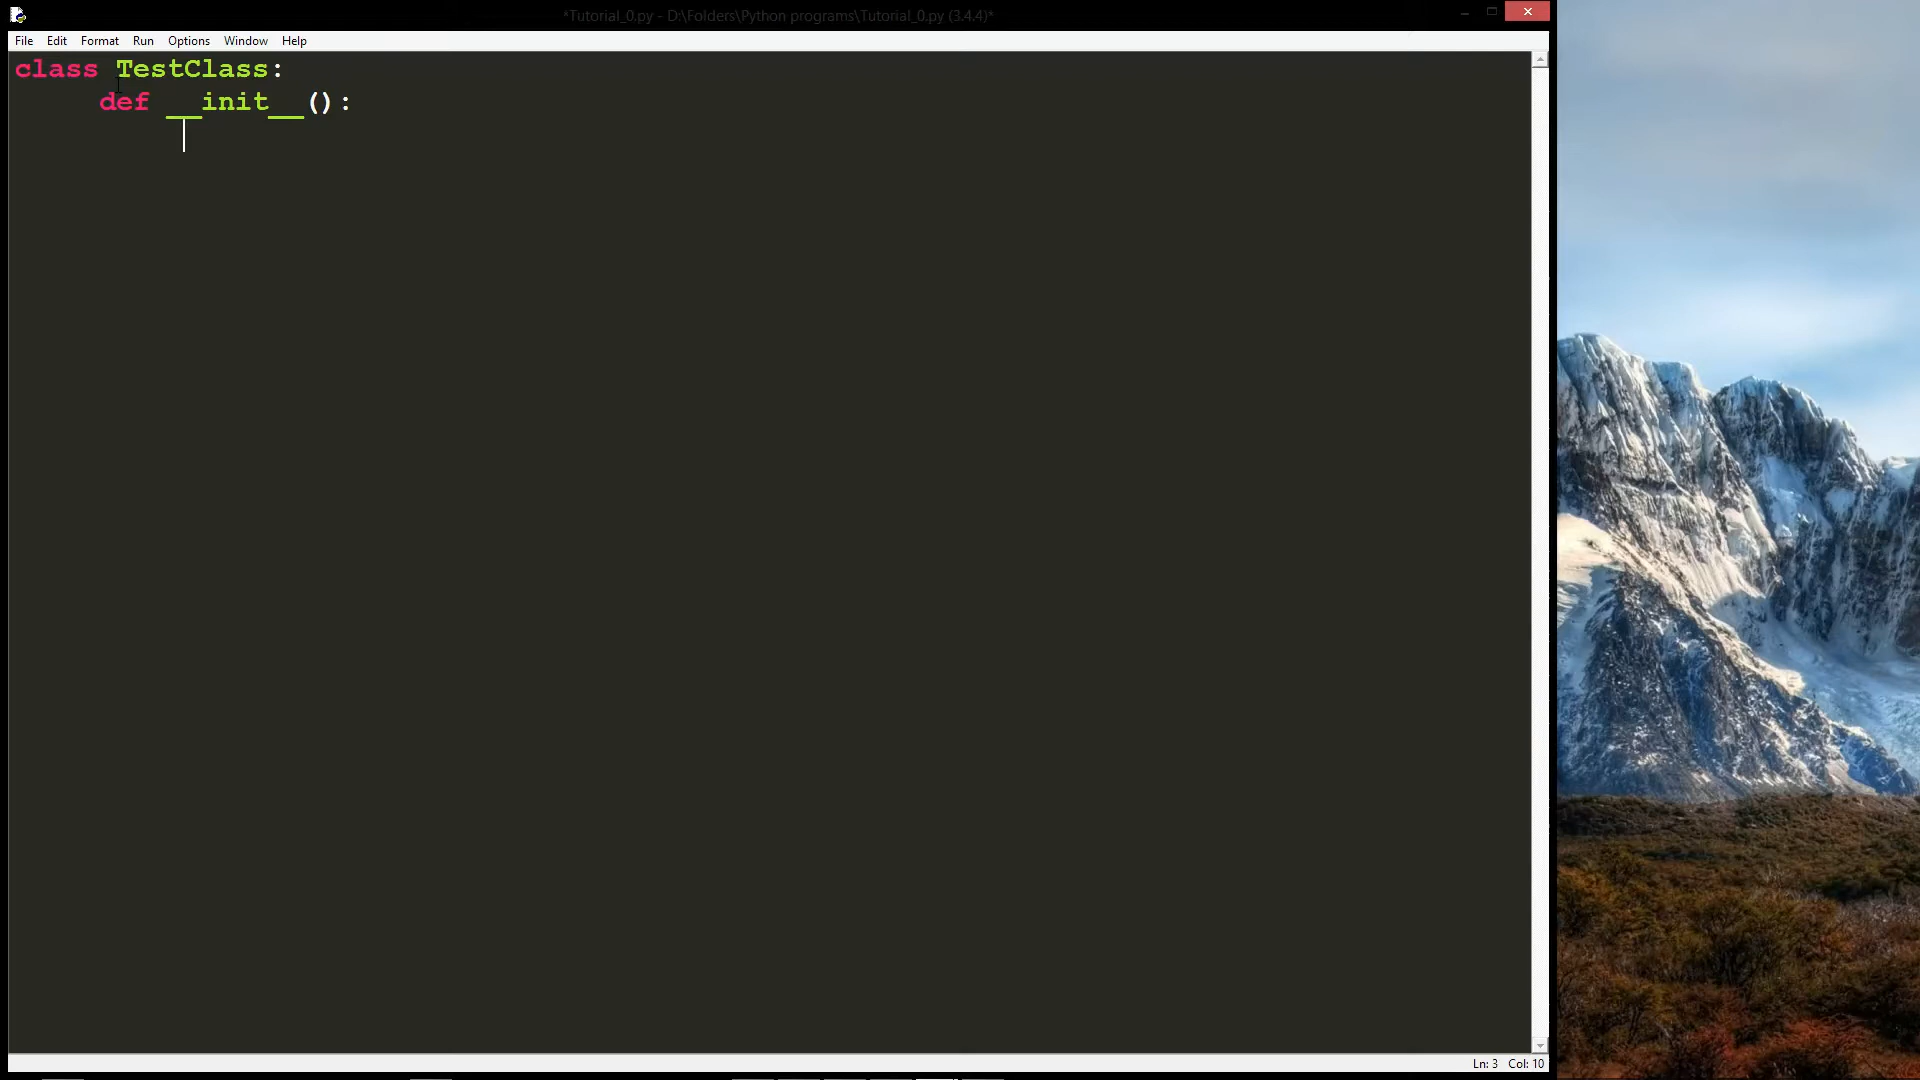 *Tutorial_0.py - D:\Folders\Python programs\Tutorial_0.py (3.4.4)*
File Edit Format Run Options Window Help
class TestClass:
def __init__():
Ln: 3 Col: 10